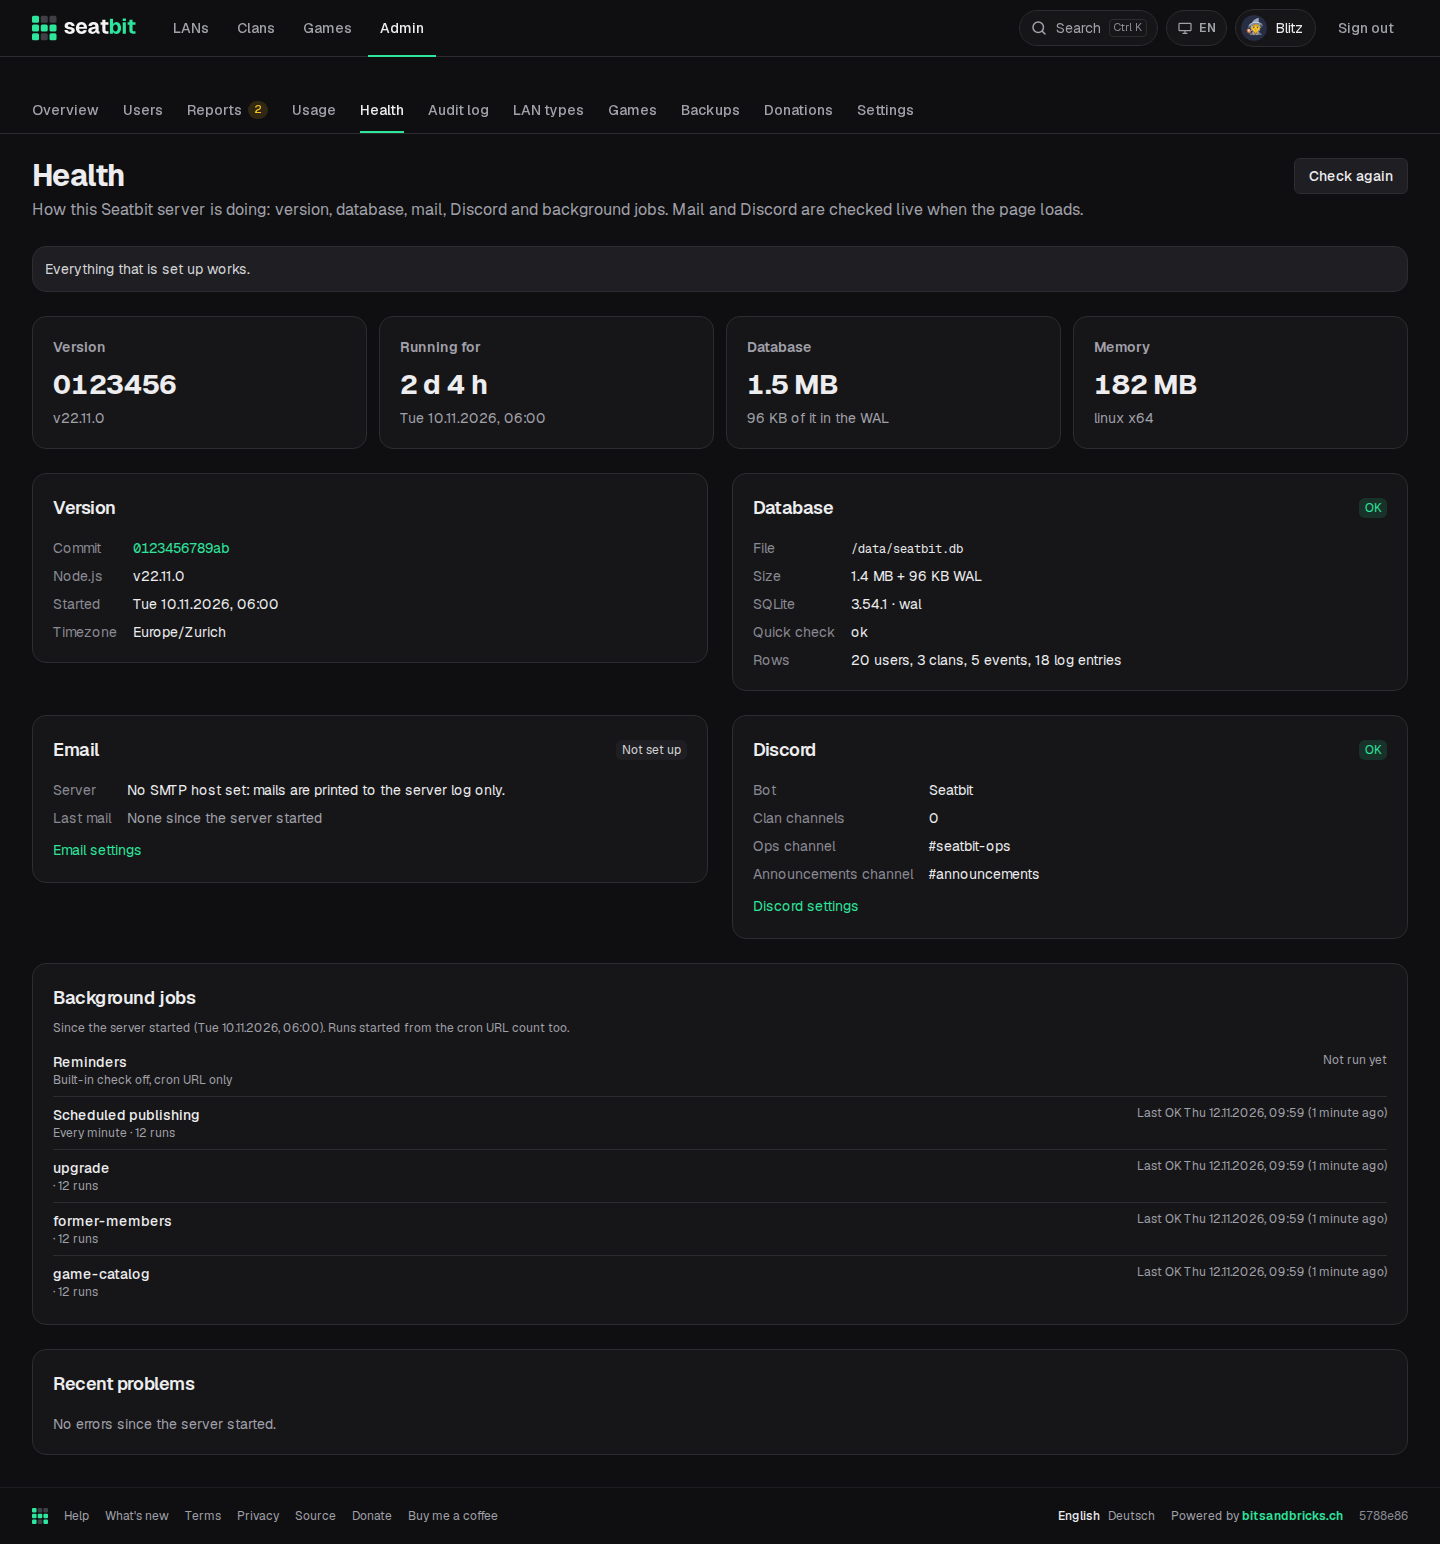 seatbit LANs Clans Games Admin Search Ctrl K EN Blitz Sign out
Overview Users Reports 2 Usage Health Audit log LAN types Games Backups Donations Settings
Health
Check again
How this Seatbit server is doing: version, database, mail, Discord and background jobs. Mail and Discord are checked live when the page loads.
Everything that is set up works.
Version
0123456
v22.11.0
Running for
2 d 4 h
Tue 10.11.2026, 06:00
Database
1.5 MB
96 KB of it in the WAL
Memory
182 MB
linux x64
Version
Commit 0123456789ab
Node.js v22.11.0
Started Tue 10.11.2026, 06:00
Timezone Europe/Zurich
Database OK
File /data/seatbit.db
Size 1.4 MB + 96 KB WAL
SQLite 3.54.1 · wal
Quick check ok
Rows 20 users, 3 clans, 5 events, 18 log entries
Email Not set up
Server No SMTP host set: mails are printed to the server log only.
Last mail None since the server started
Email settings
Discord OK
Bot Seatbit
Clan channels 0
Ops channel #seatbit-ops
Announcements channel #announcements
Discord settings
Background jobs
Since the server started (Tue 10.11.2026, 06:00). Runs started from the cron URL count too.
Reminders Not run yet
Built-in check off, cron URL only
Scheduled publishing Last OK Thu 12.11.2026, 09:59 (1 minute ago)
Every minute · 12 runs
upgrade Last OK Thu 12.11.2026, 09:59 (1 minute ago)
· 12 runs
former-members Last OK Thu 12.11.2026, 09:59 (1 minute ago)
· 12 runs
game-catalog Last OK Thu 12.11.2026, 09:59 (1 minute ago)
· 12 runs
Recent problems
No errors since the server started.
Help What's new Terms Privacy Source Donate Buy me a coffee English Deutsch Powered by bitsandbricks.ch 5788e86